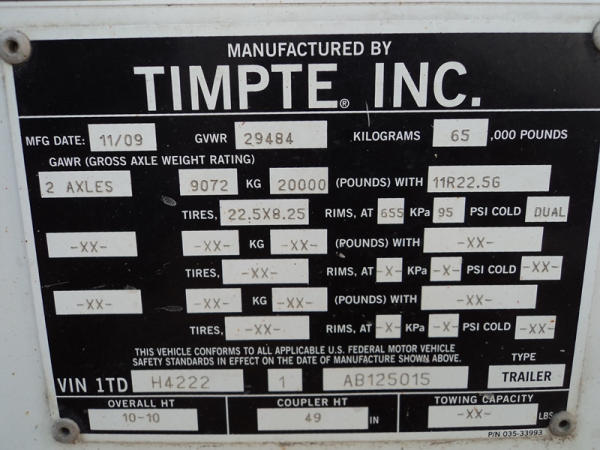 MANUFACTURED BY
TIMPTE® INC.
MFG DATE: 11/09 GVWR 29484 KILOGRAMS 65 ,000 POUNDS
GAWR (GROSS AXLE WEIGHT RATING)
2 AXLES 9072 KG 20000 (POUNDS) WITH 11R22.5G
TIRES, 22.5X8.25 RIMS, AT 655 KPa 95 PSI COLD DUAL
-XX- -XX- KG -XX- (POUNDS) WITH -XX-
TIRES, -XX- RIMS, AT -X- KPa -X- PSI COLD -XX-
-XX- -XX- KG -XX- (POUNDS) WITH -XX-
TIRES, -XX- RIMS, AT -X- KPa -X- PSI COLD -XX-
THIS VEHICLE CONFORMS TO ALL APPLICABLE U.S. FEDERAL MOTOR VEHICLE
SAFETY STANDARDS IN EFFECT ON THE DATE OF MANUFACTURE SHOWN ABOVE.
TYPE
VIN 1TD H4222 1 AB125015 TRAILER
OVERALL HT COUPLER HT TOWING CAPACITY
10-10 49 IN -XX- LBS
P/N 035-33993